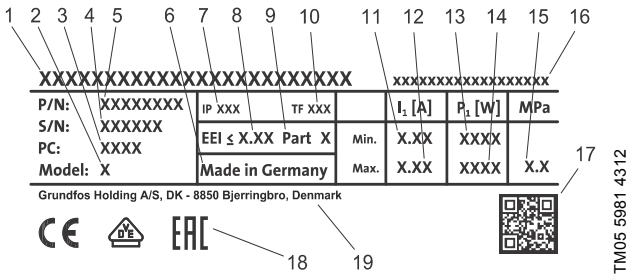 1 2 3 4 5 6 7 8 9 10 11 12 13 14 15 16
XXXXXXXXXXXXXXXXXXXXXXXXXX XXXXXXXXXXXXXXXXXX
P/N: XXXXXXXX IP XXX TF XXX I₁ [A] P₁ [W] MPa
S/N: XXXXXX EEI ≤ X.XX Part X Min. X.XX XXXX
PC: XXXX
Model: X Made in Germany Max. X.XX XXXX X.X
17
Grundfos Holding A/S, DK - 8850 Bjerringbro, Denmark
CE VDE EAC
18 19
TM05 5981 4312